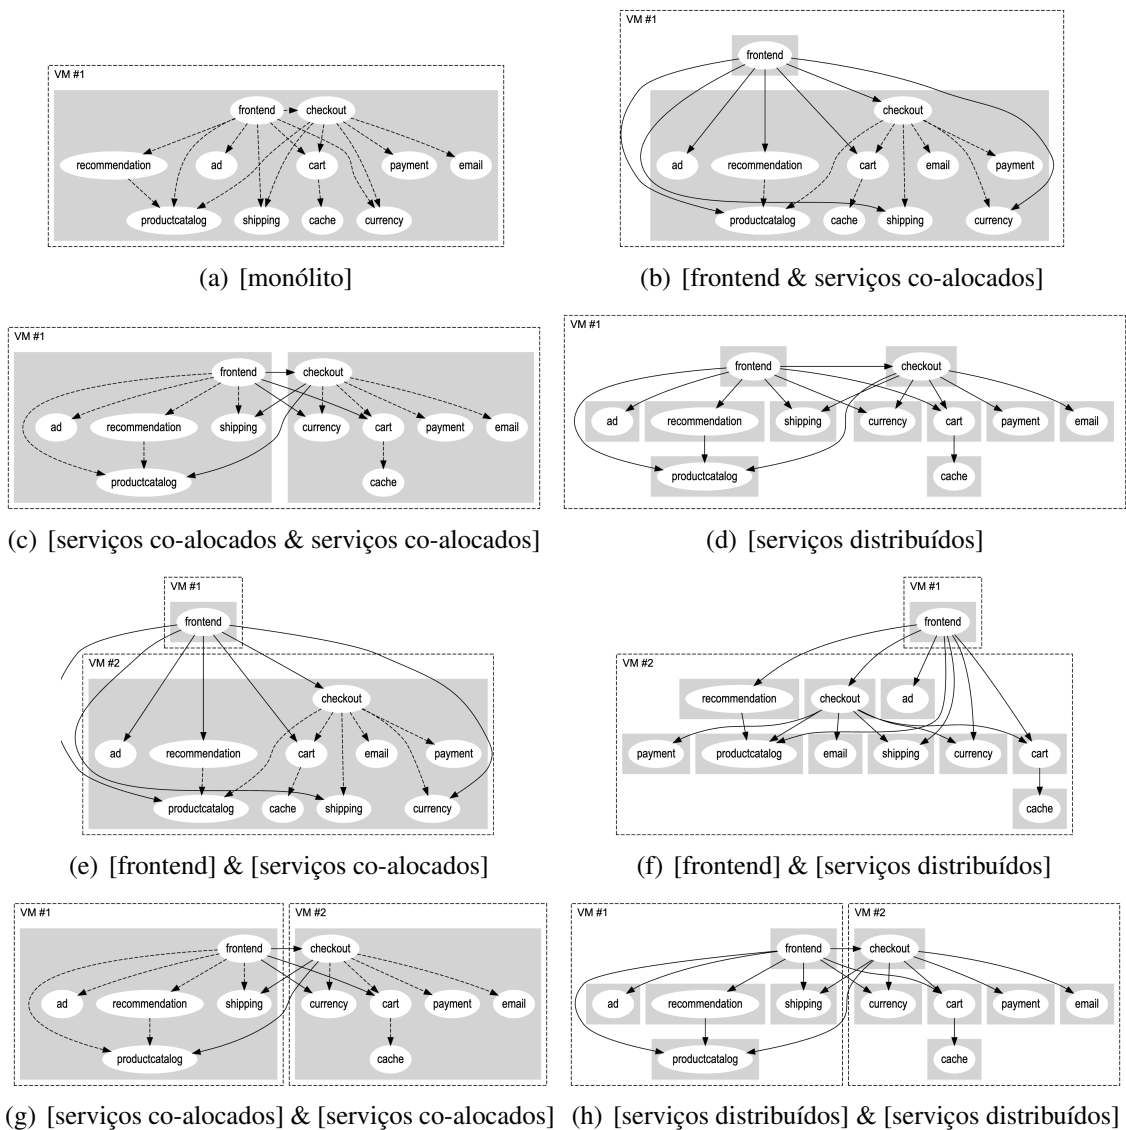 VM #1
frontend checkout
recommendation ad cart payment email
productcatalog shipping cache currency
(a) [monólito]
VM #1
frontend
checkout
ad recommendation cart email payment
productcatalog cache shipping currency
(b) [frontend & serviços co-alocados]
VM #1
frontend checkout
ad recommendation shipping currency cart payment email
productcatalog cache
(c) [serviços co-alocados & serviços co-alocados]
VM #1
frontend checkout
ad recommendation shipping currency cart payment email
productcatalog cache
(d) [serviços distribuídos]
VM #1
frontend
VM #2
checkout
ad recommendation cart email payment
productcatalog cache shipping currency
(e) [frontend] & [serviços co-alocados]
VM #1
frontend
VM #2
recommendation checkout ad
payment productcatalog email shipping currency cart
cache
(f) [frontend] & [serviços distribuídos]
VM #1 VM #2
frontend checkout
ad recommendation shipping currency cart payment email
productcatalog cache
(g) [serviços co-alocados] & [serviços co-alocados]
VM #1 VM #2
frontend checkout
ad recommendation shipping currency cart payment email
productcatalog cache
(h) [serviços distribuídos] & [serviços distribuídos]